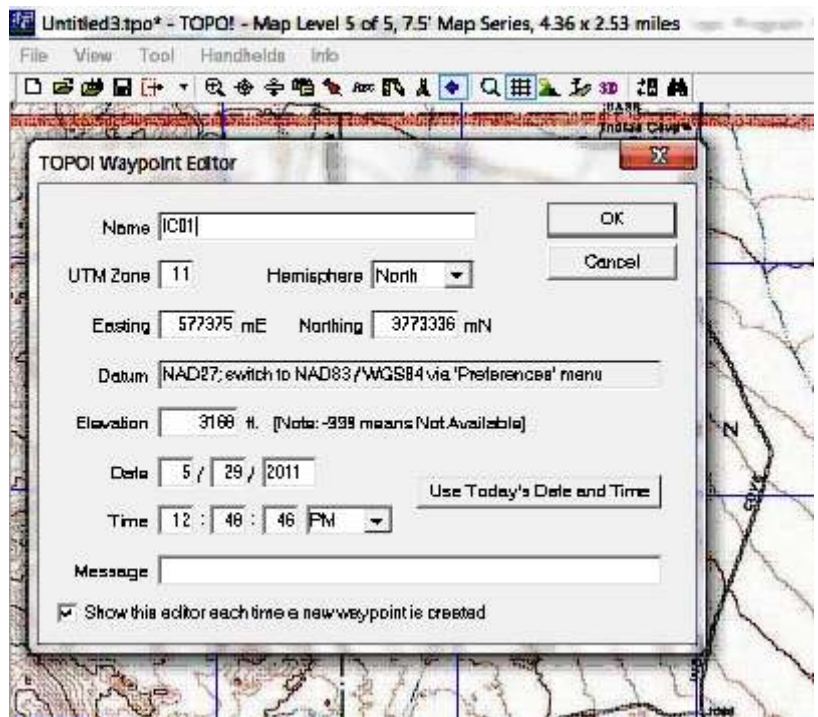 Untitled3.tpo* - TOPO! - Map Level 5 of 5, 7.5' Map Series, 4.36 x 2.53 miles
File View Tool Handhelds Info
3D
Indian Cove
TOPO! Waypoint Editor
Name IC01
OK
UTM Zone 11 Hemisphere North
Cancel
Easting 577375 mE Northing 3773336 mN
Datum NAD27; switch to NAD83/WGS84 via 'Preferences' menu
Elevation 3168 ft. [Note: -999 means Not Available]
Date 5 / 29 / 2011
Use Today's Date and Time
Time 12 : 48 : 46 PM
Message
Show this editor each time a new waypoint is created